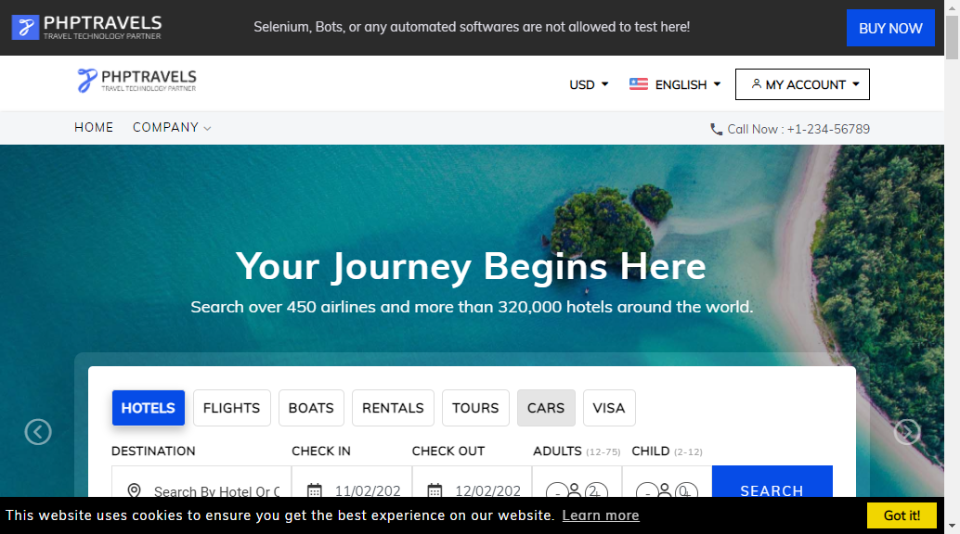 PHPTRAVELS
TRAVEL TECHNOLOGY PARTNER
Selenium, Bots, or any automated softwares are not allowed to test here!
BUY NOW
PHPTRAVELS
TRAVEL TECHNOLOGY PARTNER
USD
ENGLISH
MY ACCOUNT
HOME
COMPANY
Call Now : +1-234-56789
Your Journey Begins Here
Search over 450 airlines and more than 320,000 hotels around the world.
HOTELS
FLIGHTS
BOATS
RENTALS
TOURS
CARS
VISA
DESTINATION
CHECK IN
CHECK OUT
ADULTS (12-75)
CHILD (2-12)
Search By Hotel Or C
11/02/202
12/02/202
- 2
- 0
SEARCH
This website uses cookies to ensure you get the best experience on our website. Learn more
Got it!